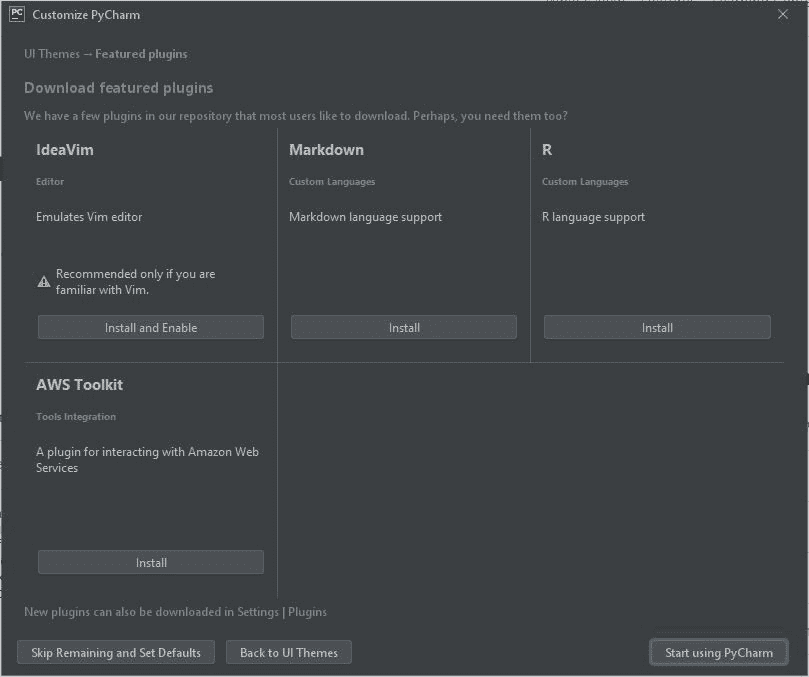 PC Customize PyCharm
UI Themes → Featured plugins
Download featured plugins
We have a few plugins in our repository that most users like to download. Perhaps, you need them too?
IdeaVim
Editor
Emulates Vim editor
Recommended only if you are
familiar with Vim.
Install and Enable
Markdown
Custom Languages
Markdown language support
Install
R
Custom Languages
R language support
Install
AWS Toolkit
Tools Integration
A plugin for interacting with Amazon Web
Services
Install
New plugins can also be downloaded in Settings | Plugins
Skip Remaining and Set Defaults
Back to UI Themes
Start using PyCharm